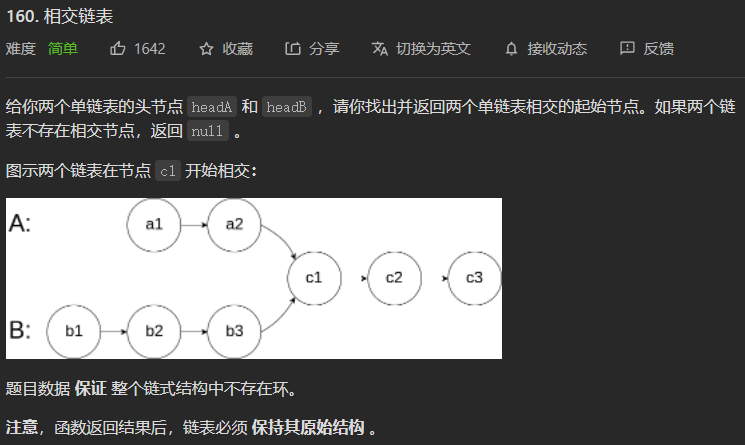 160. 相交链表
难度 简单 1642 收藏 分享 切换为英文 接收动态 反馈
给你两个单链表的头节点 headA 和 headB ，请你找出并返回两个单链表相交的起始节点。如果两个链
表不存在相交节点，返回 null 。
图示两个链表在节点 c1 开始相交：
A: a1 a2
c1 c2 c3
B: b1 b2 b3
题目数据 保证 整个链式结构中不存在环。
注意，函数返回结果后，链表必须 保持其原始结构 。